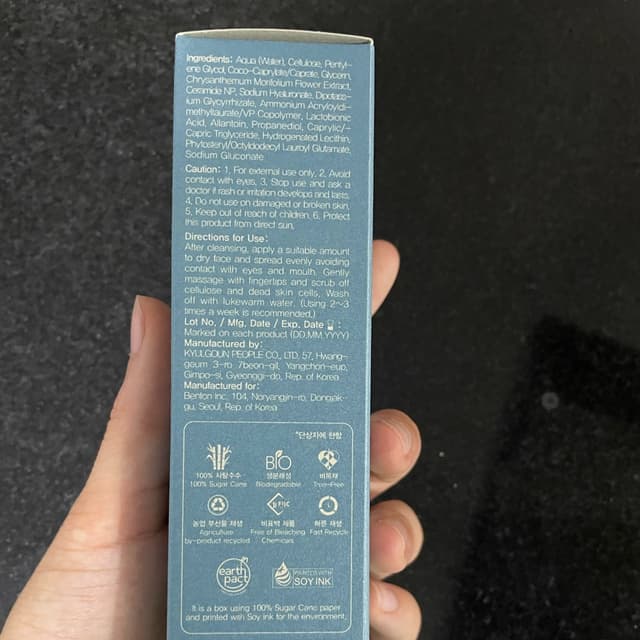 Ingredients: Aqua (Water), Cellulose, Pentyl-
ene Glycol, Coco-Caprylate/Caprate, Glycerin,
Chrysanthemum Morifolium Flower Extract,
Ceramide NP, Sodium Hyaluronate, Dipotass-
ium Glycyrrhizate, Ammonium Acryloyldi-
methyltaurate/VP Copolymer, Lactobionic
Acid, Allantoin, Propanediol, Caprylic/-
Capric Triglyceride, Hydrogenated Lecithin,
Phytosteryl/Octyldodecyl Lauroyl Glutamate,
Sodium Gluconate
Caution: 1, For external use only, 2, Avoid
contact with eyes, 3, Stop use and ask a
doctor if rash or irritation develops and lasts,
4, Do not use on damaged or broken skin,
5, Keep out of reach of children, 6, Protect
this product from direct sun,
Directions for Use:
After cleansing, apply a suitable amount
to dry face and spread evenly avoiding
contact with eyes and mouth, Gently
massage with fingertips and scrub off
cellulose and dead skin cells, Wash
off with lukewarm water, (Using 2~3
times a week is recommended,)
Lot No, / Mfg, Date / Exp, Date :
Marked on each product (DD,MM,YYYY)
Manufactured by:
KYULGOUN PEOPLE CO., LTD, 57, Hwang-
geum 3-ro 7beon-gil, Yangchon-eup,
Gimpo-si, Gyeonggi-do, Rep, of Korea
Manufactured for:
Benton Inc, 104, Noryangjin-ro, Dongjak-
gu, Seoul, Rep, of Korea
*단상자에 한함
100% 사탕수수
100% Sugar Cane
BIO
생분해성
Biodegradable
비목재
Tree-Free
농업 부산물 재생
Agriculture
by-product recycled
비표백 제품
Free of Bleaching
Chemicals
빠른 재생
Fast Recycle
earth
pact
PRINTED WITH
SOY INK
It is a box using 100% Sugar Cane paper
and printed with Soy ink for the environment,